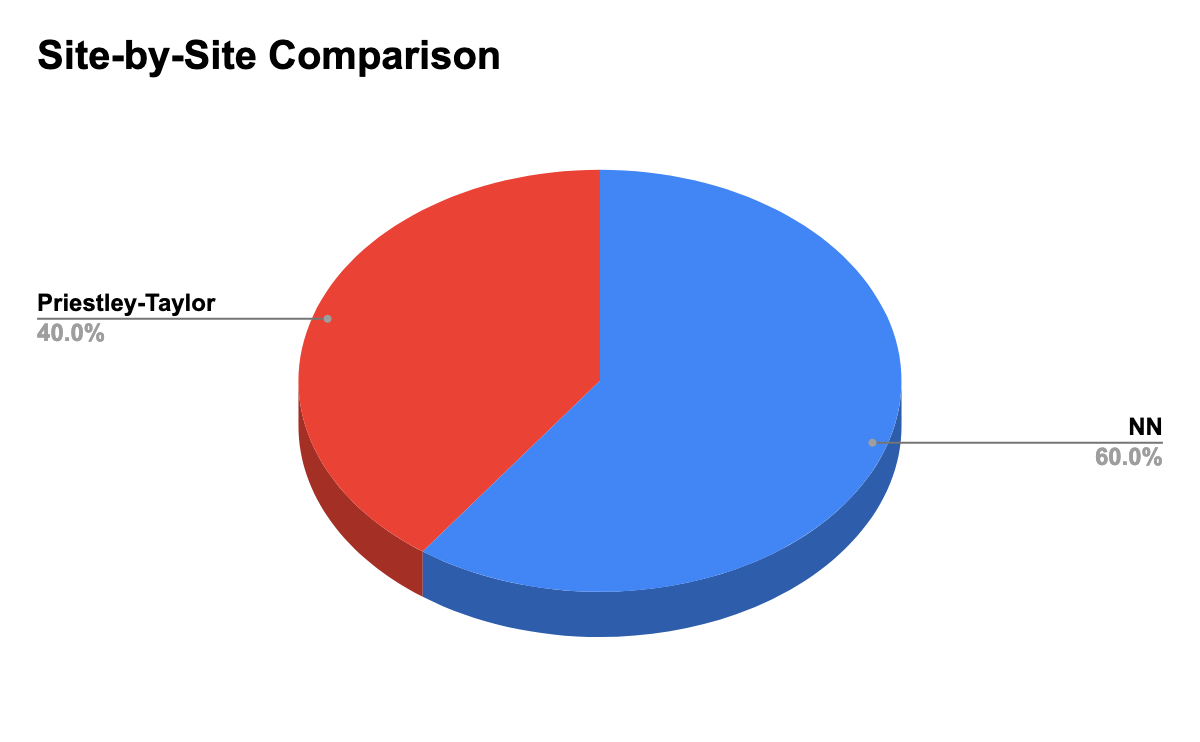 Site-by-Site Comparison
Priestley-Taylor
40.0%
NN
60.0%